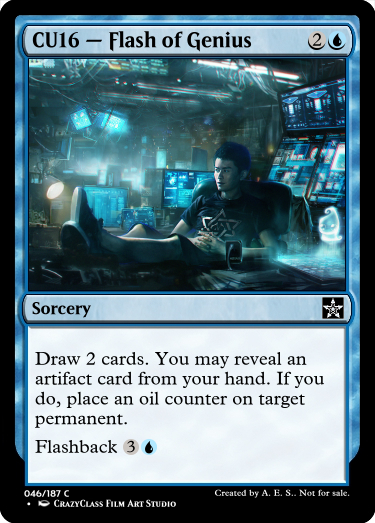 CU16 — Flash of Genius 2
Sorcery
Draw 2 cards. You may reveal an
artifact card from your hand. If you
do, place an oil counter on target
permanent.
Flashback 3
046/187 C
Created by A. E. S.. Not for sale.
• CrazyClass Film Art Studio